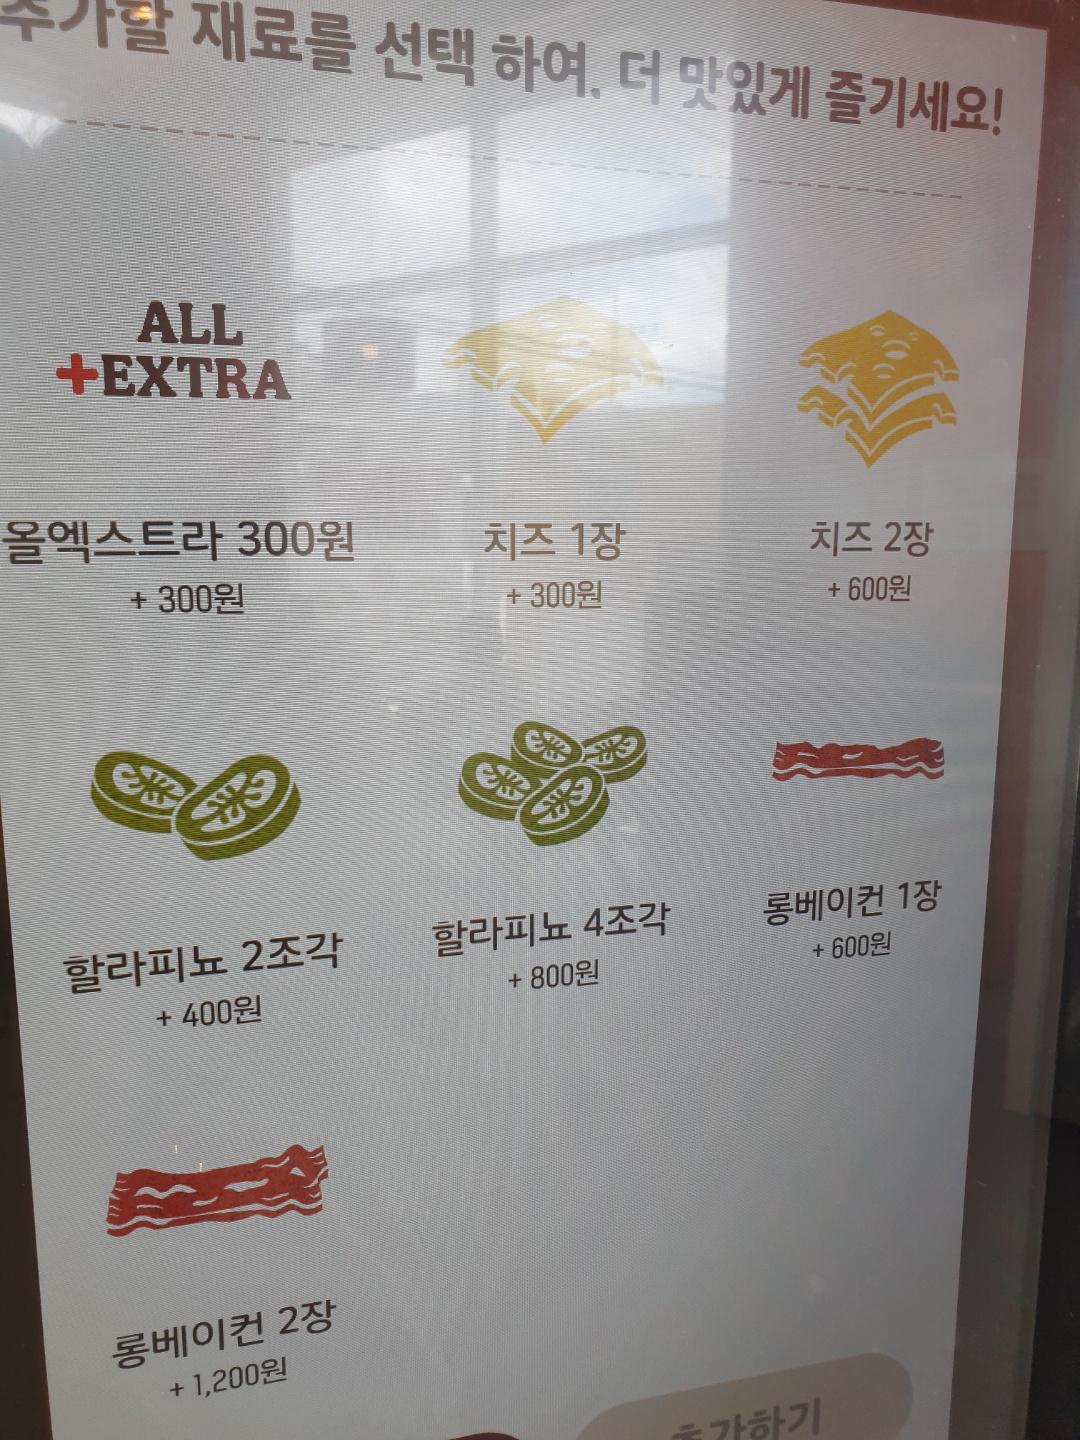 추가할 재료를 선택 하여, 더 맛있게 즐기세요!
ALL
+EXTRA
올엑스트라 300원
+ 300원
치즈 1장
+ 300원
치즈 2장
+ 600원
할라피뇨 2조각
+ 400원
할라피뇨 4조각
+ 800원
롱베이컨 1장
+ 600원
롱베이컨 2장
+ 1,200원
추가하기